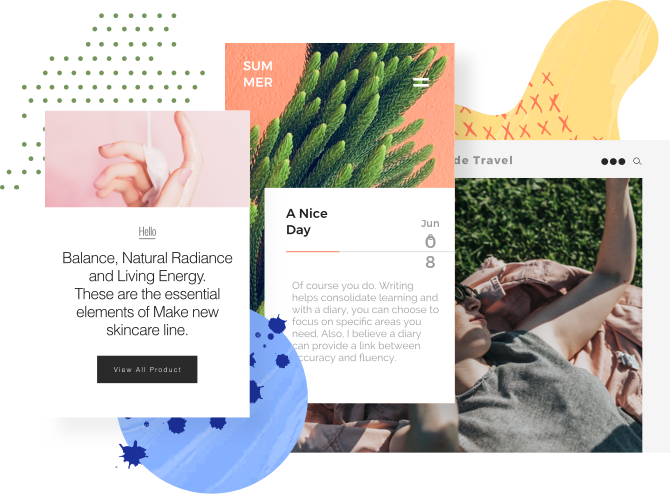 SUM
MER
de Travel
A Nice
Day
Jun
0
8
Of course you do. Writing
helps consolidate learning and
with a diary, you can choose to
focus on specific areas you
need. Also, I believe a diary
can provide a link between
accuracy and fluency.
Hello
Balance, Natural Radiance
and Living Energy.
These are the essential
elements of Make new
skincare line.
View All Product